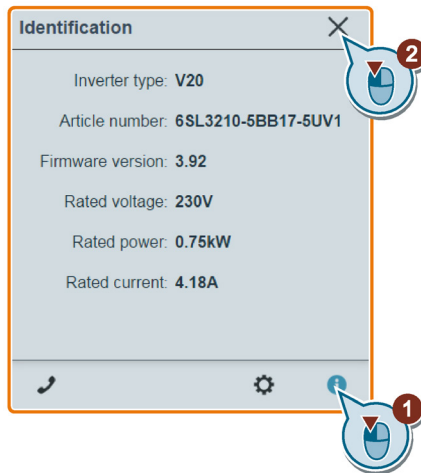 Identification
2
Inverter type: V20
Article number: 6SL3210-5BB17-5UV1
Firmware version: 3.92
Rated voltage: 230V
Rated power: 0.75kW
Rated current: 4.18A
1